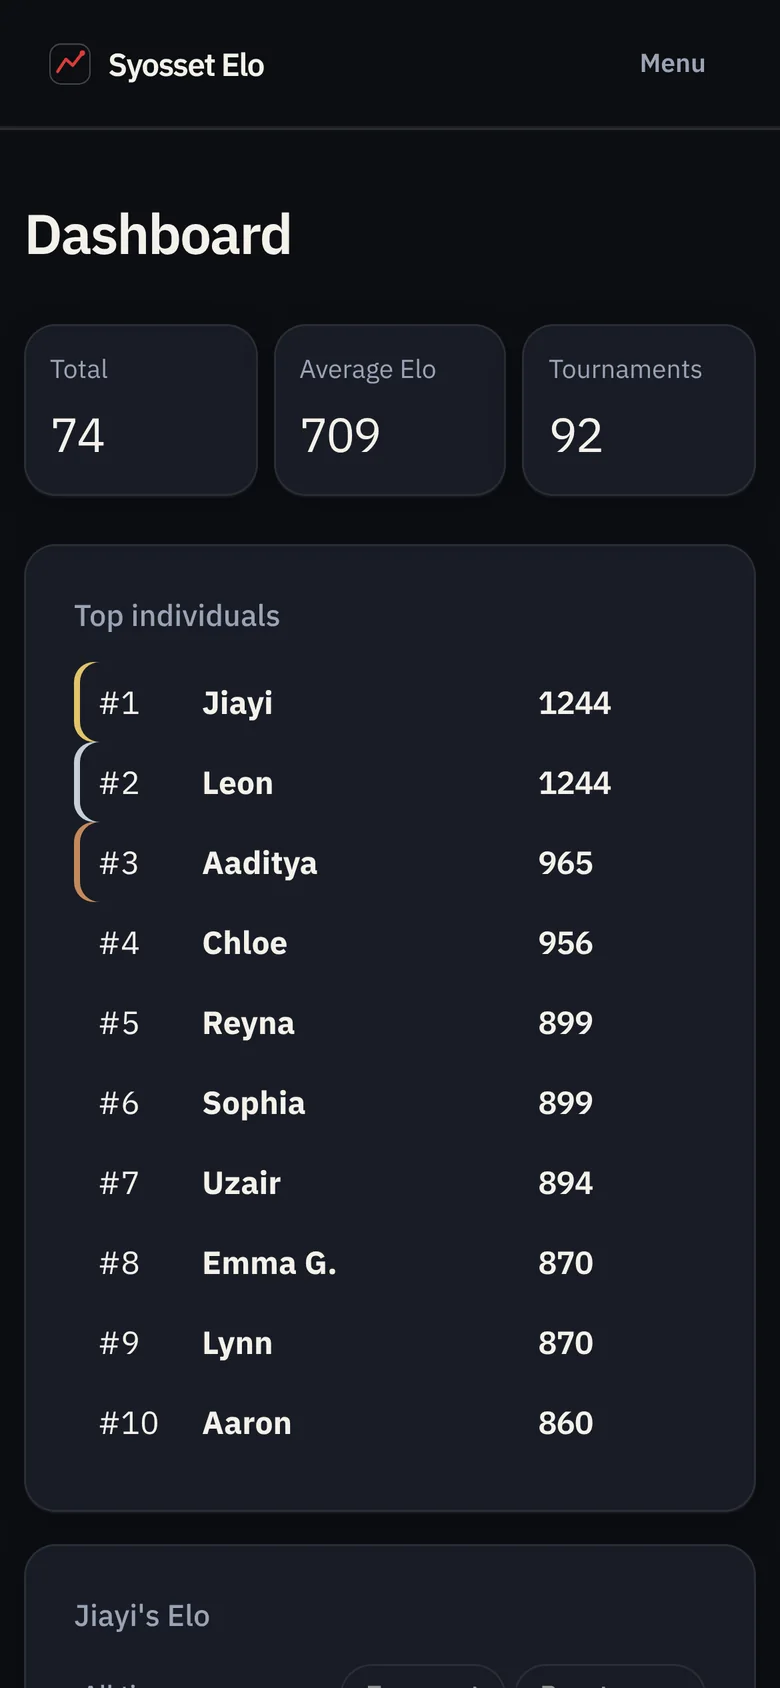 Syosset Elo
Menu
Dashboard
Total
74
Average Elo
709
Tournaments
92
Top individuals
#1 Jiayi 1244
#2 Leon 1244
#3 Aaditya 965
#4 Chloe 956
#5 Reyna 899
#6 Sophia 899
#7 Uzair 894
#8 Emma G. 870
#9 Lynn 870
#10 Aaron 860
Jiayi's Elo